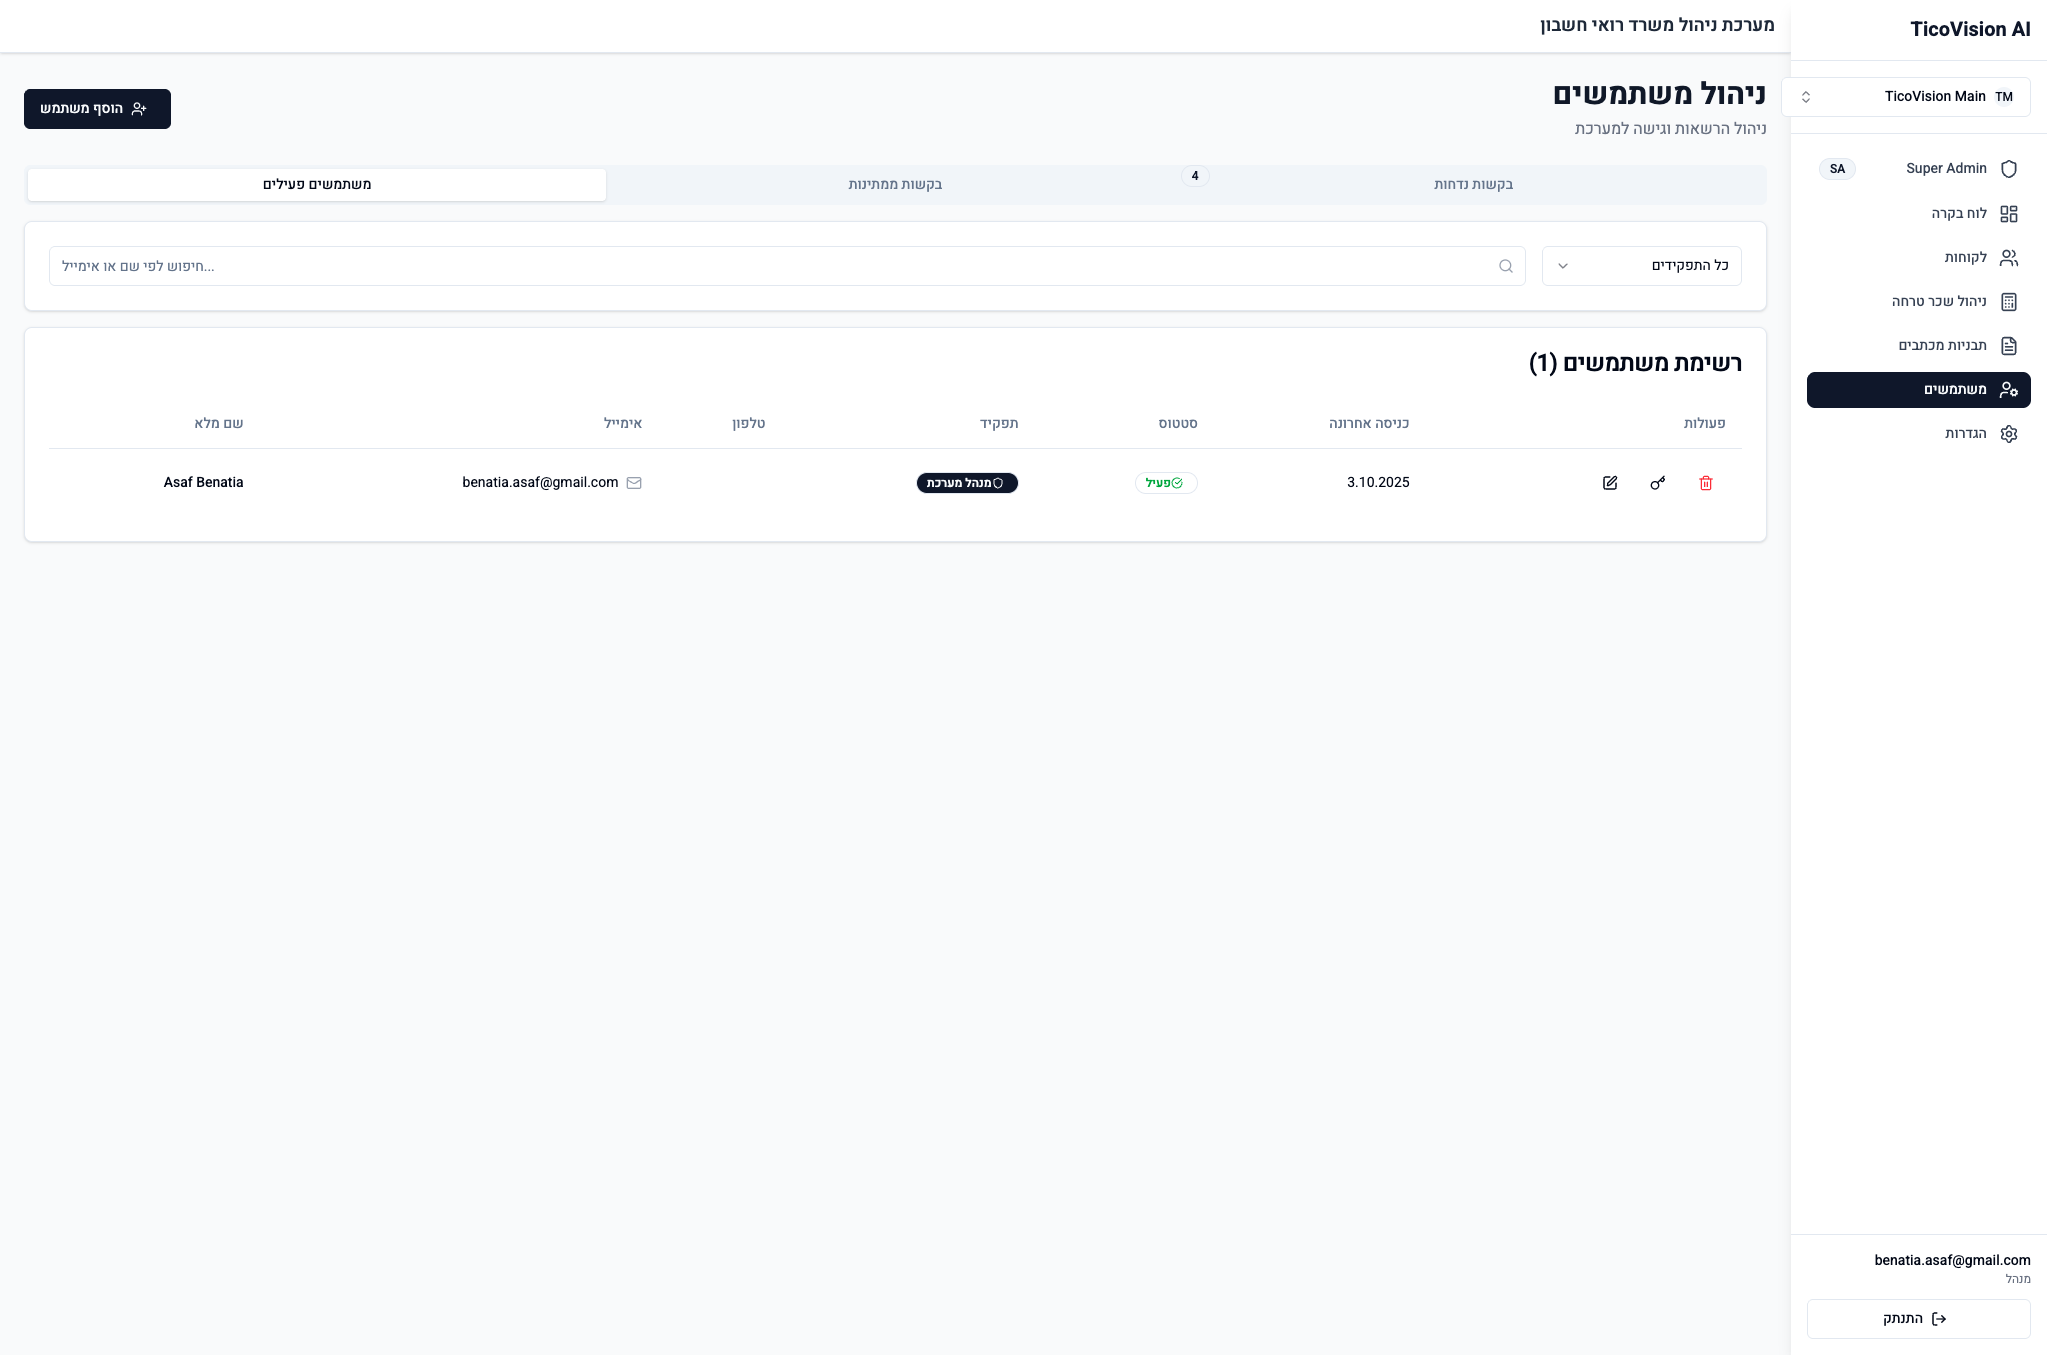 TicoVision AI
TM TicoVision Main
Super Admin SA
לוח בקרה
לקוחות
ניהול שכר טרחה
תבניות מכתבים
משתמשים
הגדרות
benatia.asaf@gmail.com
מנהל
התנתק
מערכת ניהול משרד רואי חשבון
ניהול משתמשים
ניהול הרשאות וגישה למערכת
הוסף משתמש
משתמשים פעילים
בקשות ממתינות 4
בקשות נדחות
כל התפקידים
חיפוש לפי שם או אימייל...
רשימת משתמשים (1)
שם מלא אימייל טלפון תפקיד סטטוס כניסה אחרונה פעולות
Asaf Benatia benatia.asaf@gmail.com מנהל מערכת פעיל 3.10.2025